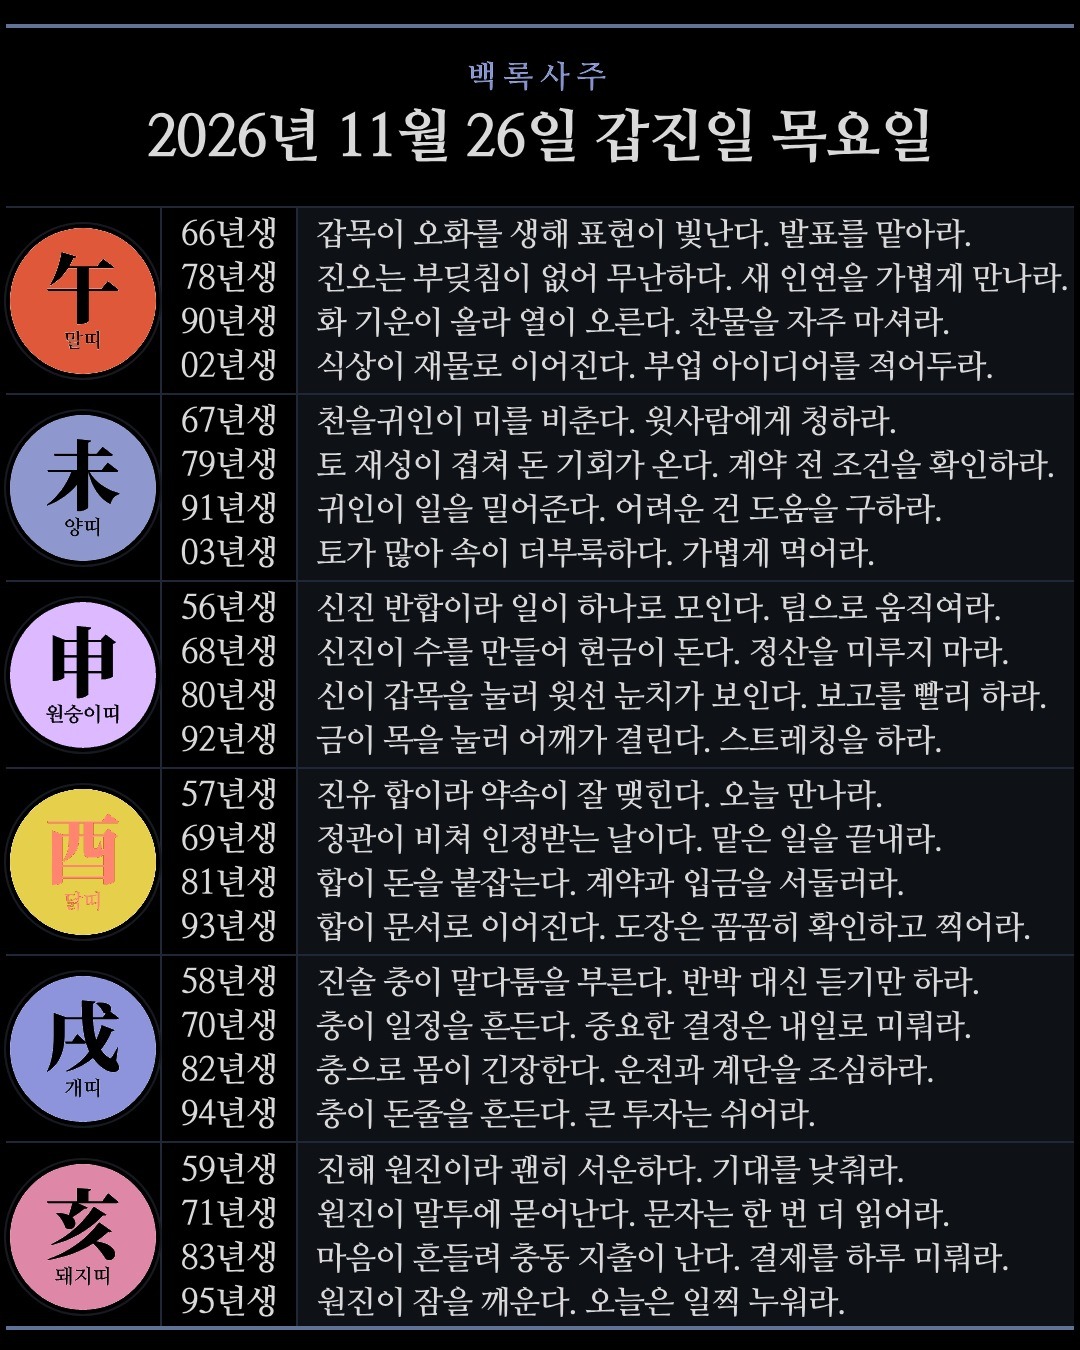 백록사주
2026년 11월 26일 갑진일 목요일
午
말띠
66년생 갑목이 오화를 생해 표현이 빛난다. 발표를 맡아라.
78년생 진오는 부딪침이 없어 무난하다. 새 인연을 가볍게 만나라.
90년생 화 기운이 올라 열이 오른다. 찬물을 자주 마셔라.
02년생 식상이 재물로 이어진다. 부업 아이디어를 적어두라.
未
양띠
67년생 천을귀인이 미를 비춘다. 윗사람에게 청하라.
79년생 토 재성이 겹쳐 돈 기회가 온다. 계약 전 조건을 확인하라.
91년생 귀인이 일을 밀어준다. 어려운 건 도움을 구하라.
03년생 토가 많아 속이 더부룩하다. 가볍게 먹어라.
申
원숭이띠
56년생 신진 반합이라 일이 하나로 모인다. 팀으로 움직여라.
68년생 신진이 수를 만들어 현금이 돈다. 정산을 미루지 마라.
80년생 신이 갑목을 눌러 윗선 눈치가 보인다. 보고를 빨리 하라.
92년생 금이 목을 눌러 어깨가 결린다. 스트레칭을 하라.
酉
닭띠
57년생 진유 합이라 약속이 잘 맺힌다. 오늘 만나라.
69년생 정관이 비쳐 인정받는 날이다. 맡은 일을 끝내라.
81년생 합이 돈을 붙잡는다. 계약과 입금을 서둘러라.
93년생 합이 문서로 이어진다. 도장은 꼼꼼히 확인하고 찍어라.
戌
개띠
58년생 진술 충이 말다툼을 부른다. 반박 대신 듣기만 하라.
70년생 충이 일정을 흔든다. 중요한 결정은 내일로 미뤄라.
82년생 충으로 몸이 긴장한다. 운전과 계단을 조심하라.
94년생 충이 돈줄을 흔든다. 큰 투자는 쉬어라.
亥
돼지띠
59년생 진해 원진이라 괜히 서운하다. 기대를 낮춰라.
71년생 원진이 말투에 묻어난다. 문자는 한 번 더 읽어라.
83년생 마음이 흔들려 충동 지출이 난다. 결제를 하루 미뤄라.
95년생 원진이 잠을 깨운다. 오늘은 일찍 누워라.